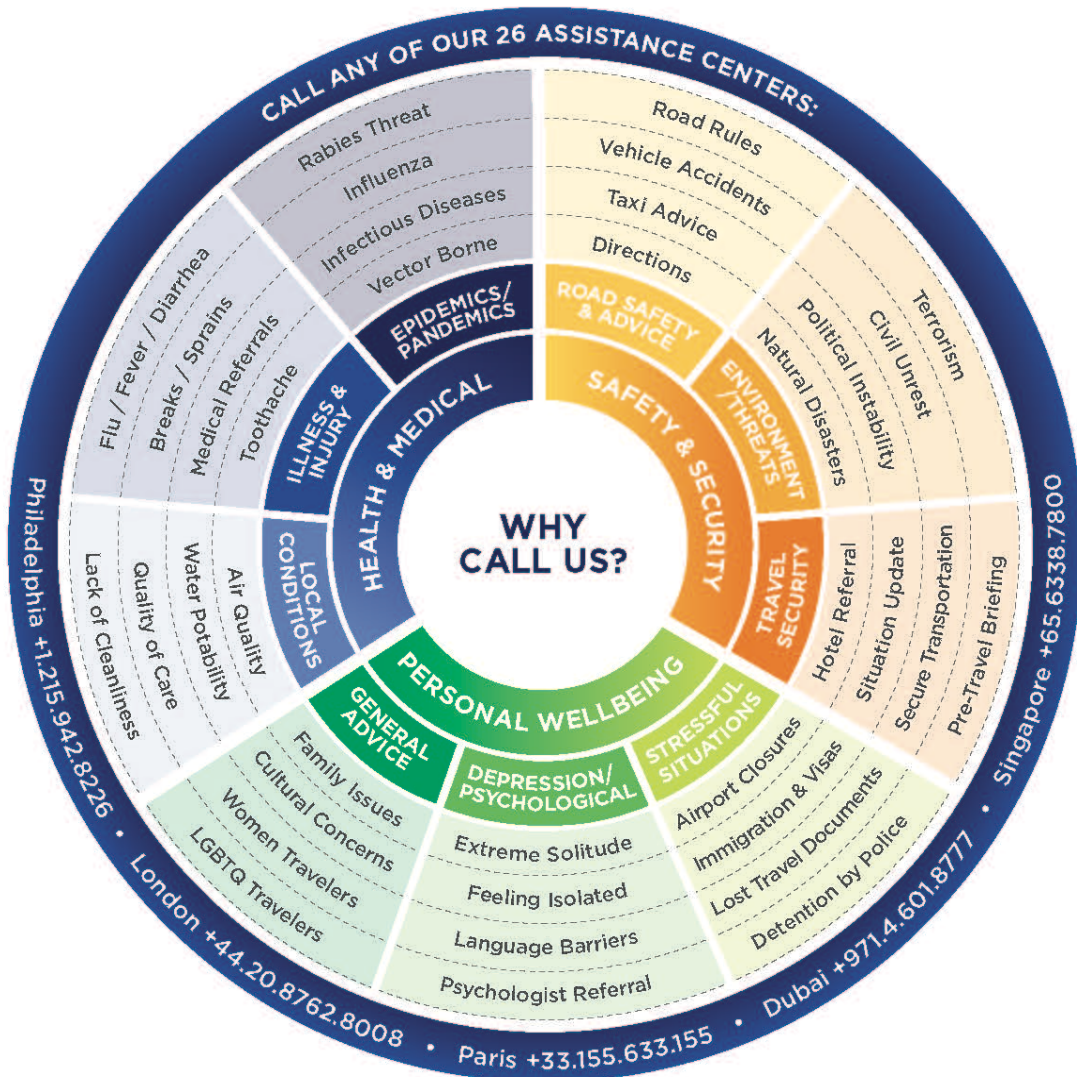 CALL ANY OF OUR 26 ASSISTANCE CENTERS:
WHY
CALL US?
HEALTH & MEDICAL
EPIDEMICS/
PANDEMICS
Rabies Threat
Influenza
Infectious Diseases
Vector Borne
ILLNESS &
INJURY
Flu / Fever / Diarrhea
Breaks / Sprains
Medical Referrals
Toothache
LOCAL
CONDITIONS
Lack of Cleanliness
Quality of Care
Water Potability
Air Quality
SAFETY & SECURITY
ROAD SAFETY
& ADVICE
Road Rules
Vehicle Accidents
Taxi Advice
Directions
ENVIRONMENT
/THREATS
Terrorism
Civil Unrest
Political Instability
Natural Disasters
TRAVEL
SECURITY
Hotel Referral
Situation Update
Secure Transportation
Pre-Travel Briefing
PERSONAL WELLBEING
GENERAL
ADVICE
Family Issues
Cultural Concerns
Women Travelers
LGBTQ Travelers
DEPRESSION/
PSYCHOLOGICAL
Extreme Solitude
Feeling Isolated
Language Barriers
Psychologist Referral
STRESSFUL
SITUATIONS
Airport Closures
Immigration & Visas
Lost Travel Documents
Detention by Police
Philadelphia +1.215.942.8226 • London +44.20.8762.8008 • Paris +33.155.633.155 • Dubai +971.4.601.8777 • Singapore +65.6338.7800